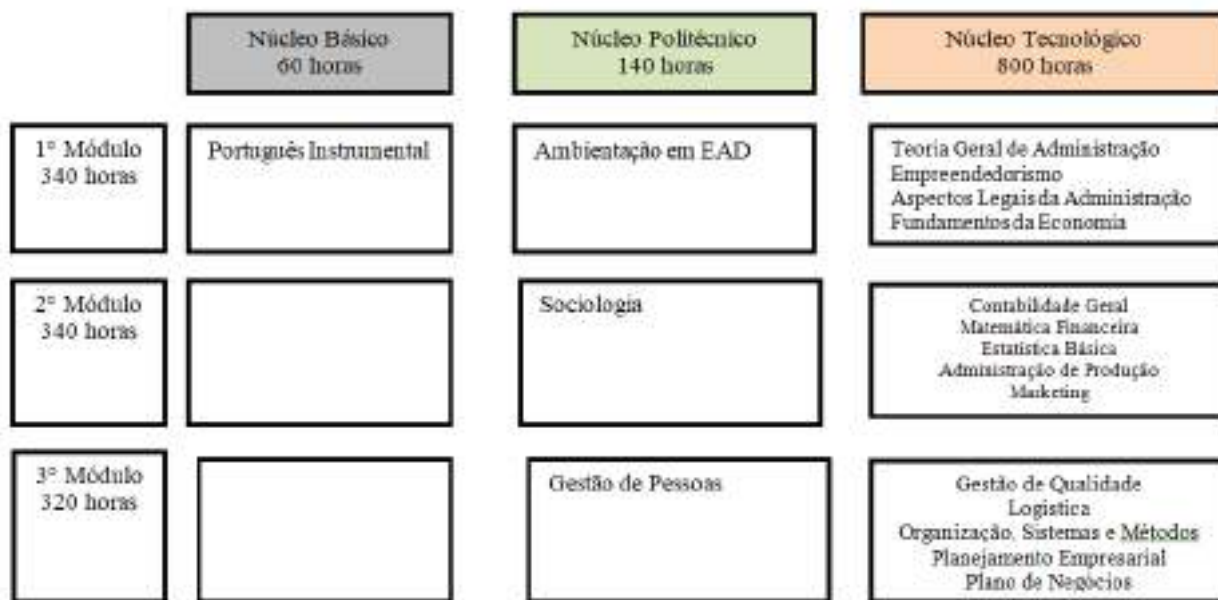 Núcleo Básico
60 horas
Núcleo Politécnico
140 horas
Núcleo Tecnológico
800 horas
1° Módulo
340 horas
Português Instrumental
Ambientação em EAD
Teoria Geral de Administração
Empreendedorismo
Aspectos Legais da Administração
Fundamentos da Economia
2° Módulo
340 horas
Sociologia
Contabilidade Geral
Matemática Financeira
Estatística Básica
Administração de Produção
Marketing
3° Módulo
320 horas
Gestão de Pessoas
Gestão de Qualidade
Logística
Organização, Sistemas e Métodos
Planejamento Empresarial
Plano de Negócios